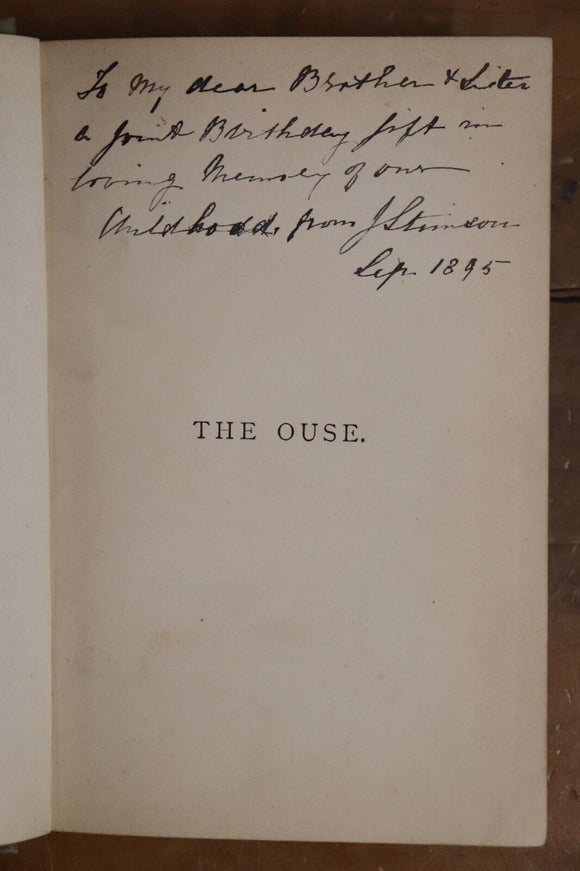 To My dear Brother & Sister
a joint Birthday gift in
loving Memory of our
Childhood. from J Stimson
Sep. 1895
THE OUSE.